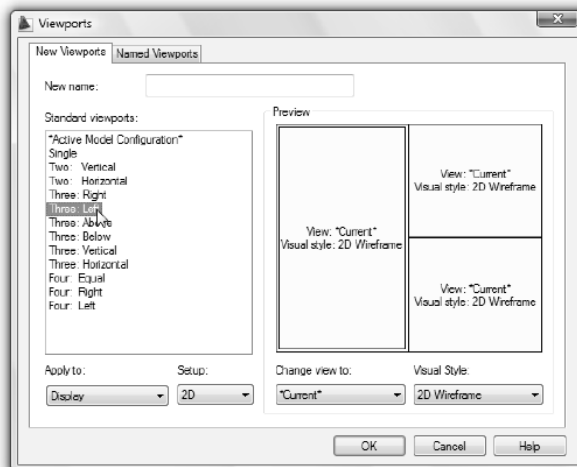 Viewports
New Viewports
Named Viewports
New name:
Standard viewports:
*Active Model Configuration*
Single
Two: Vertical
Two: Horizontal
Three: Right
Three: Left
Three: Above
Three: Below
Three: Vertical
Three: Horizontal
Four: Equal
Four: Right
Four: Left
Preview
View: *Current*
Visual style: 2D Wireframe
View: *Current*
Visual style: 2D Wireframe
View: *Current*
Visual style: 2D Wireframe
Apply to:
Setup:
Change view to:
Visual Style:
Display
2D
*Current*
2D Wireframe
OK
Cancel
Help